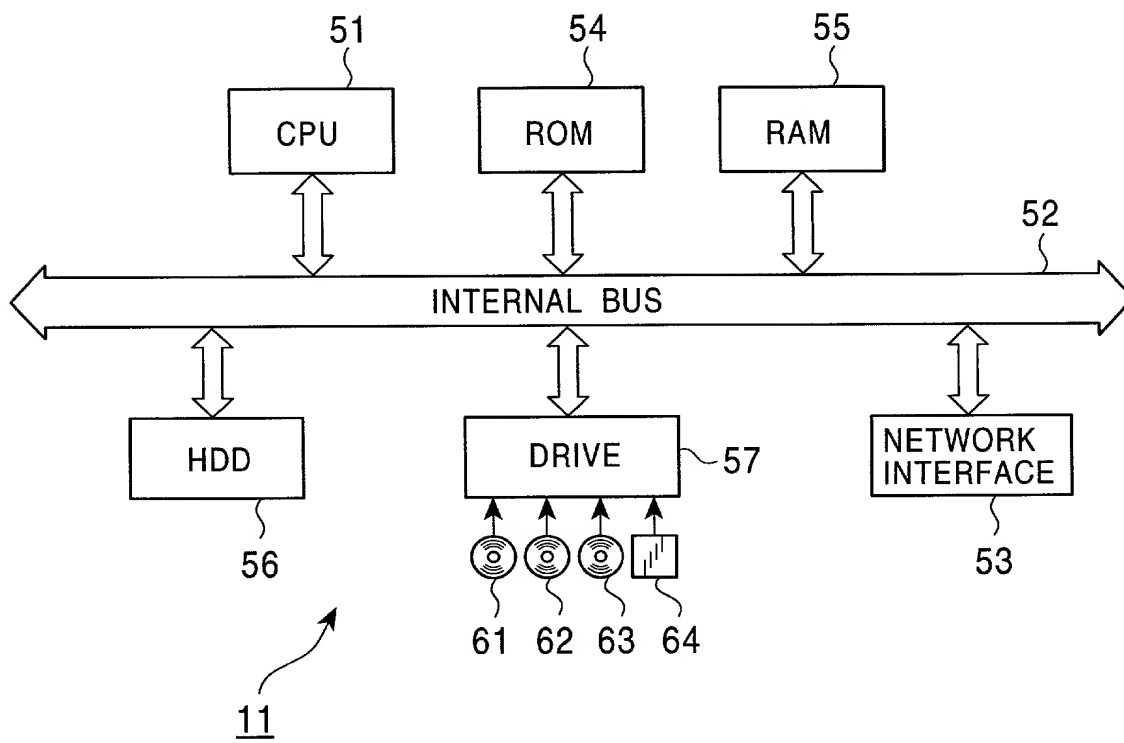 51
54
55
CPU
ROM
RAM
52
INTERNAL BUS
HDD
DRIVE
57
NETWORK
INTERFACE
56
53
61
62
63
64
11